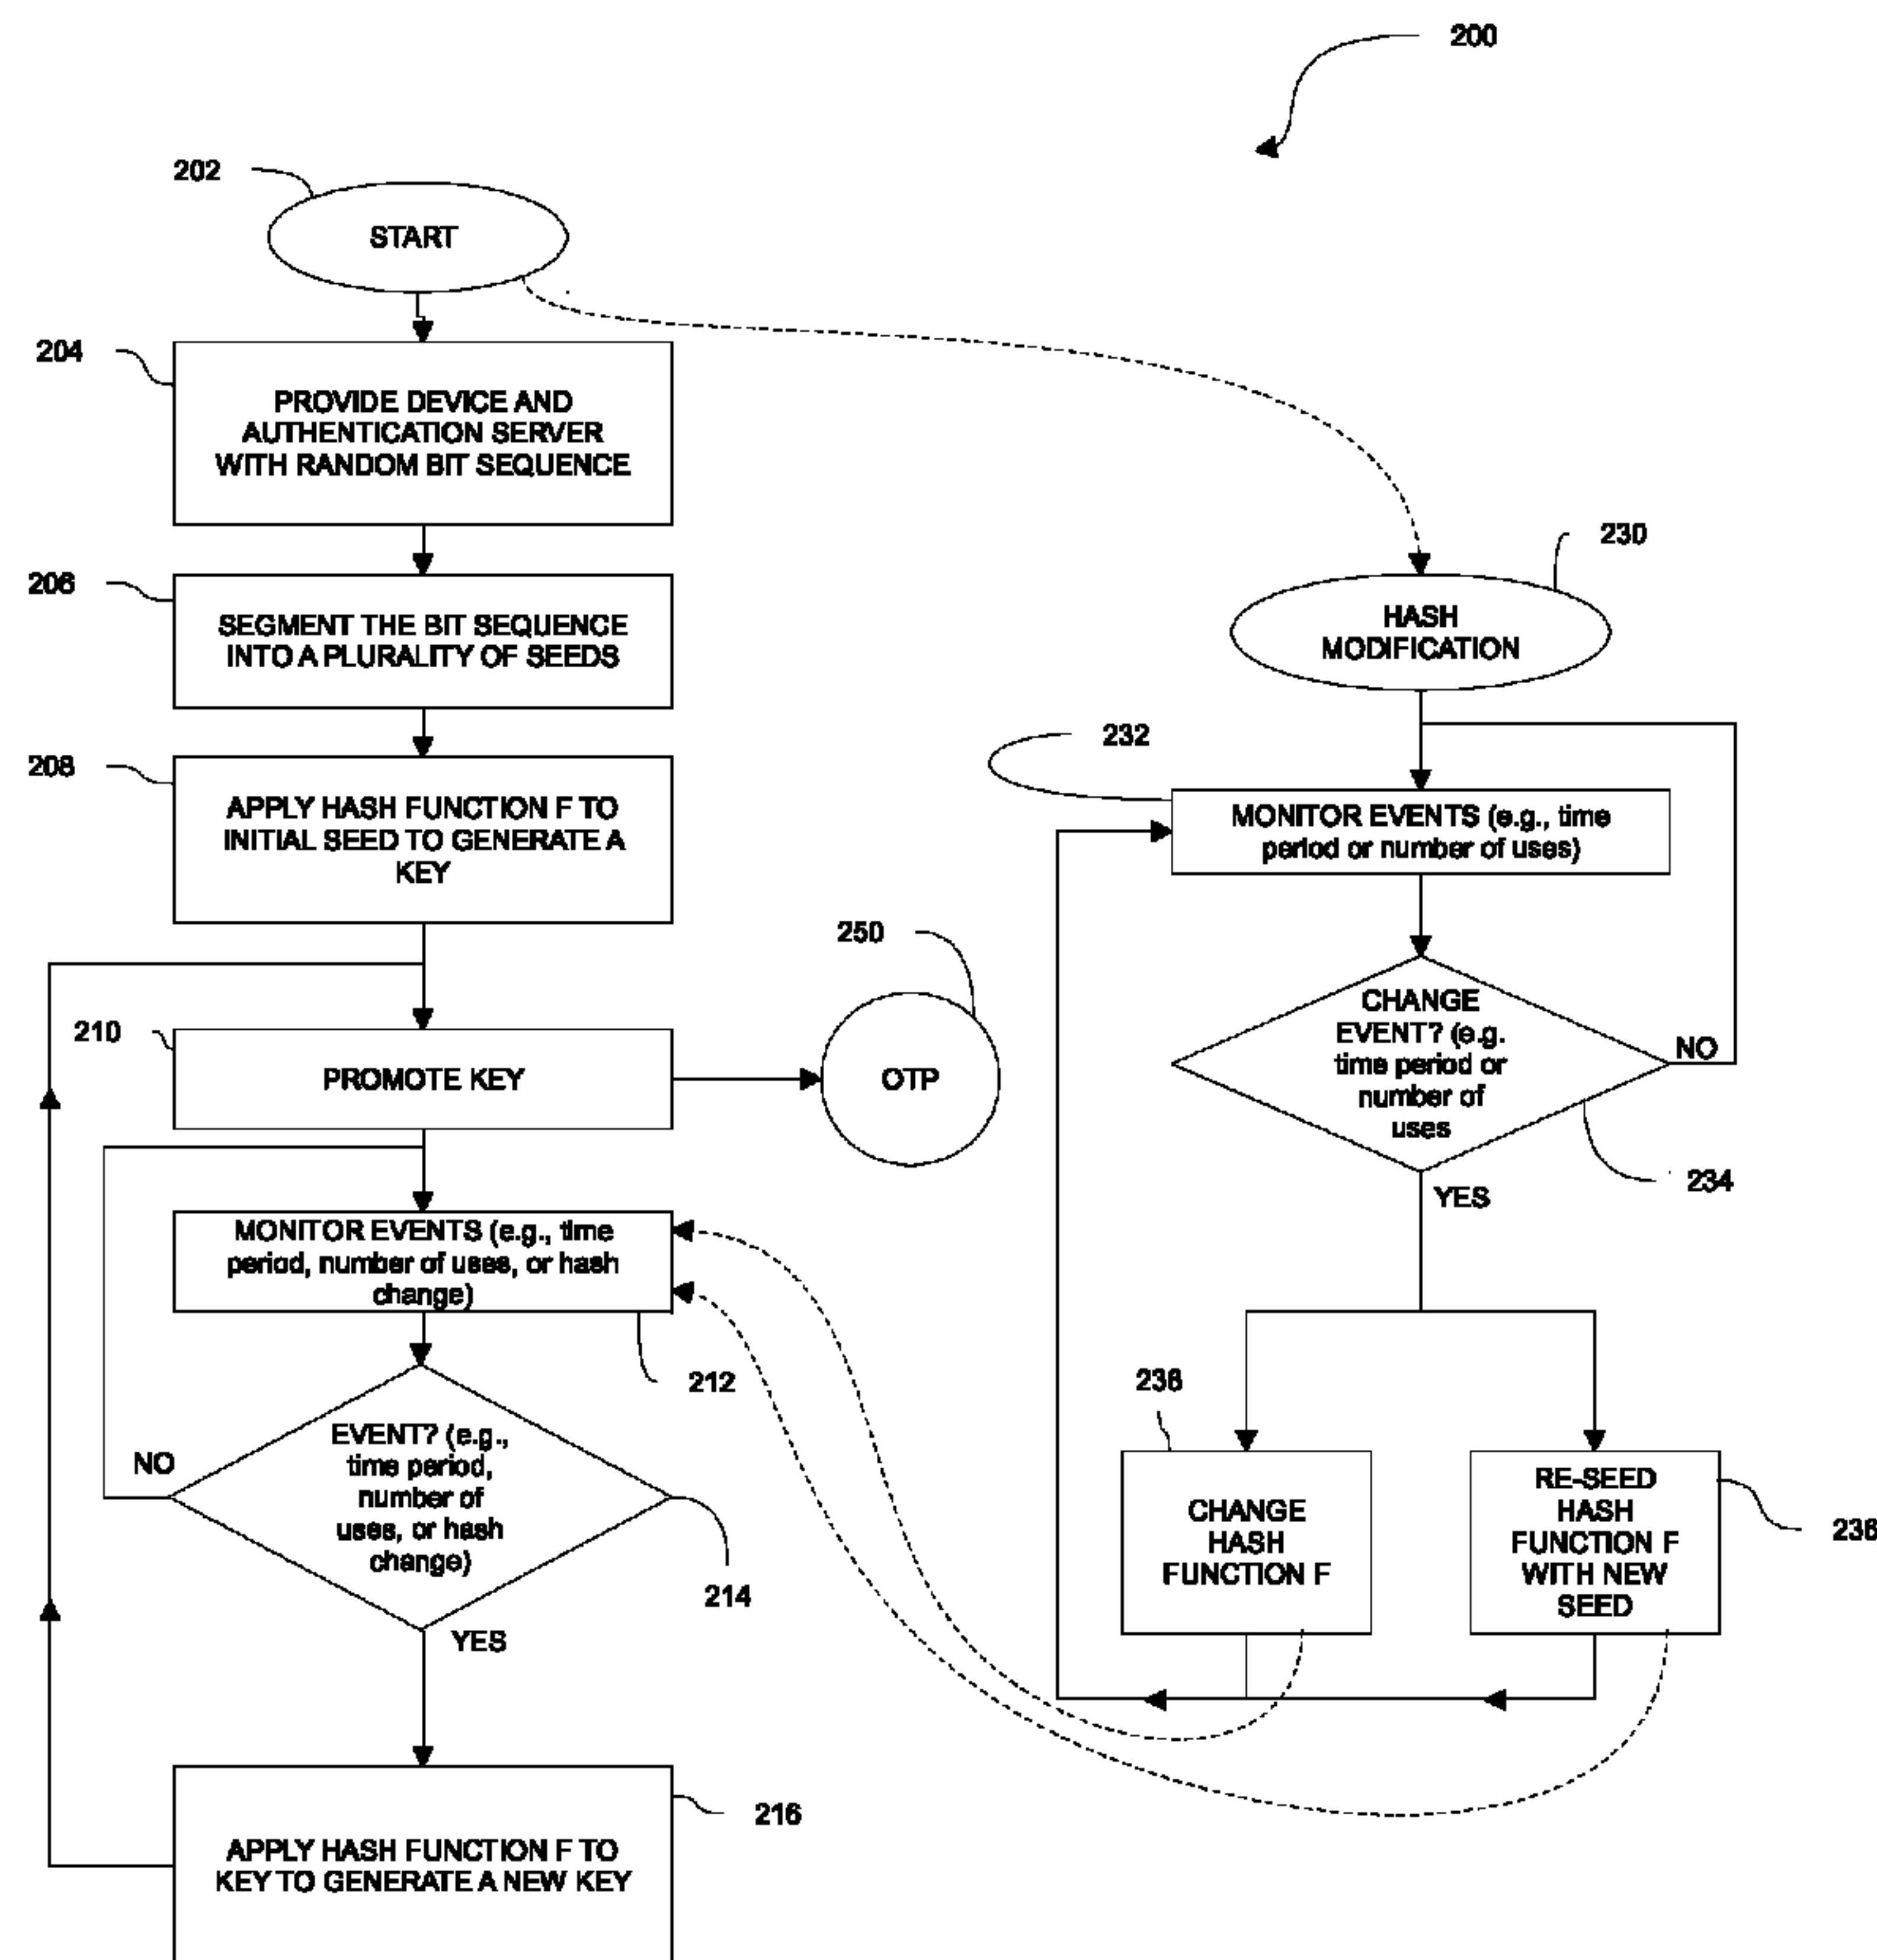 200
202
START
204
PROVIDE DEVICE AND
AUTHENTICATION SERVER
WITH RANDOM BIT SEQUENCE
206
SEGMENT THE BIT SEQUENCE
INTO A PLURALITY OF SEEDS
208
APPLY HASH FUNCTION F TO
INITIAL SEED TO GENERATE A
KEY
210
PROMOTE KEY
250
OTP
MONITOR EVENTS (e.g., time
period, number of uses, or hash
change)
212
EVENT? (e.g.,
time period,
number of
uses, or hash
change)
NO
214
YES
216
APPLY HASH FUNCTION F TO
KEY TO GENERATE A NEW KEY
230
HASH
MODIFICATION
232
MONITOR EVENTS (e.g., time
period or number of uses)
CHANGE
EVENT? (e.g.
time period or
number of
uses
NO
234
YES
236
CHANGE
HASH
FUNCTION F
RE-SEED
HASH
FUNCTION F
WITH NEW
SEED
236